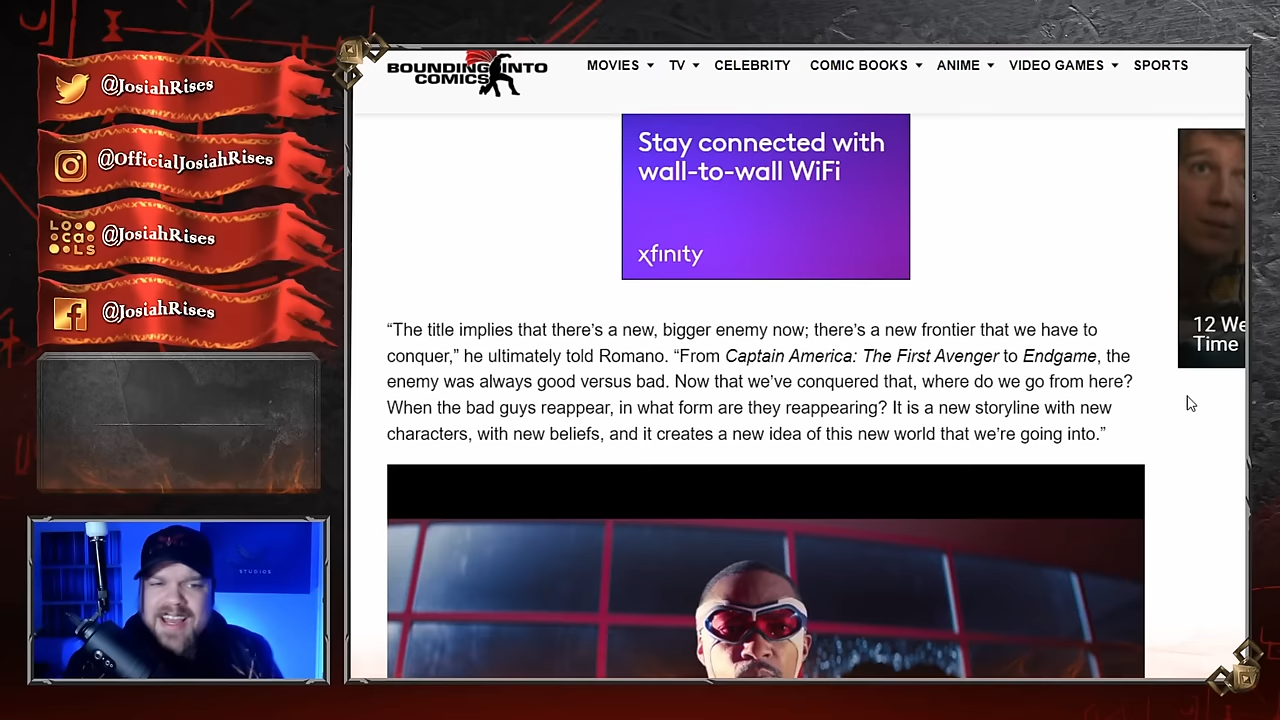 @JosiahRises
@OfficialJosiahRises
LOCALS
@JosiahRises
@JosiahRises
STUDIOS
BOUNDING INTO
COMICS
MOVIES TV CELEBRITY COMIC BOOKS ANIME VIDEO GAMES SPORTS
Stay connected with
wall-to-wall WiFi
xfinity
12 We
Time
“The title implies that there’s a new, bigger enemy now; there’s a new frontier that we have to
conquer,” he ultimately told Romano. “From Captain America: The First Avenger to Endgame, the
enemy was always good versus bad. Now that we’ve conquered that, where do we go from here?
When the bad guys reappear, in what form are they reappearing? It is a new storyline with new
characters, with new beliefs, and it creates a new idea of this new world that we’re going into.”